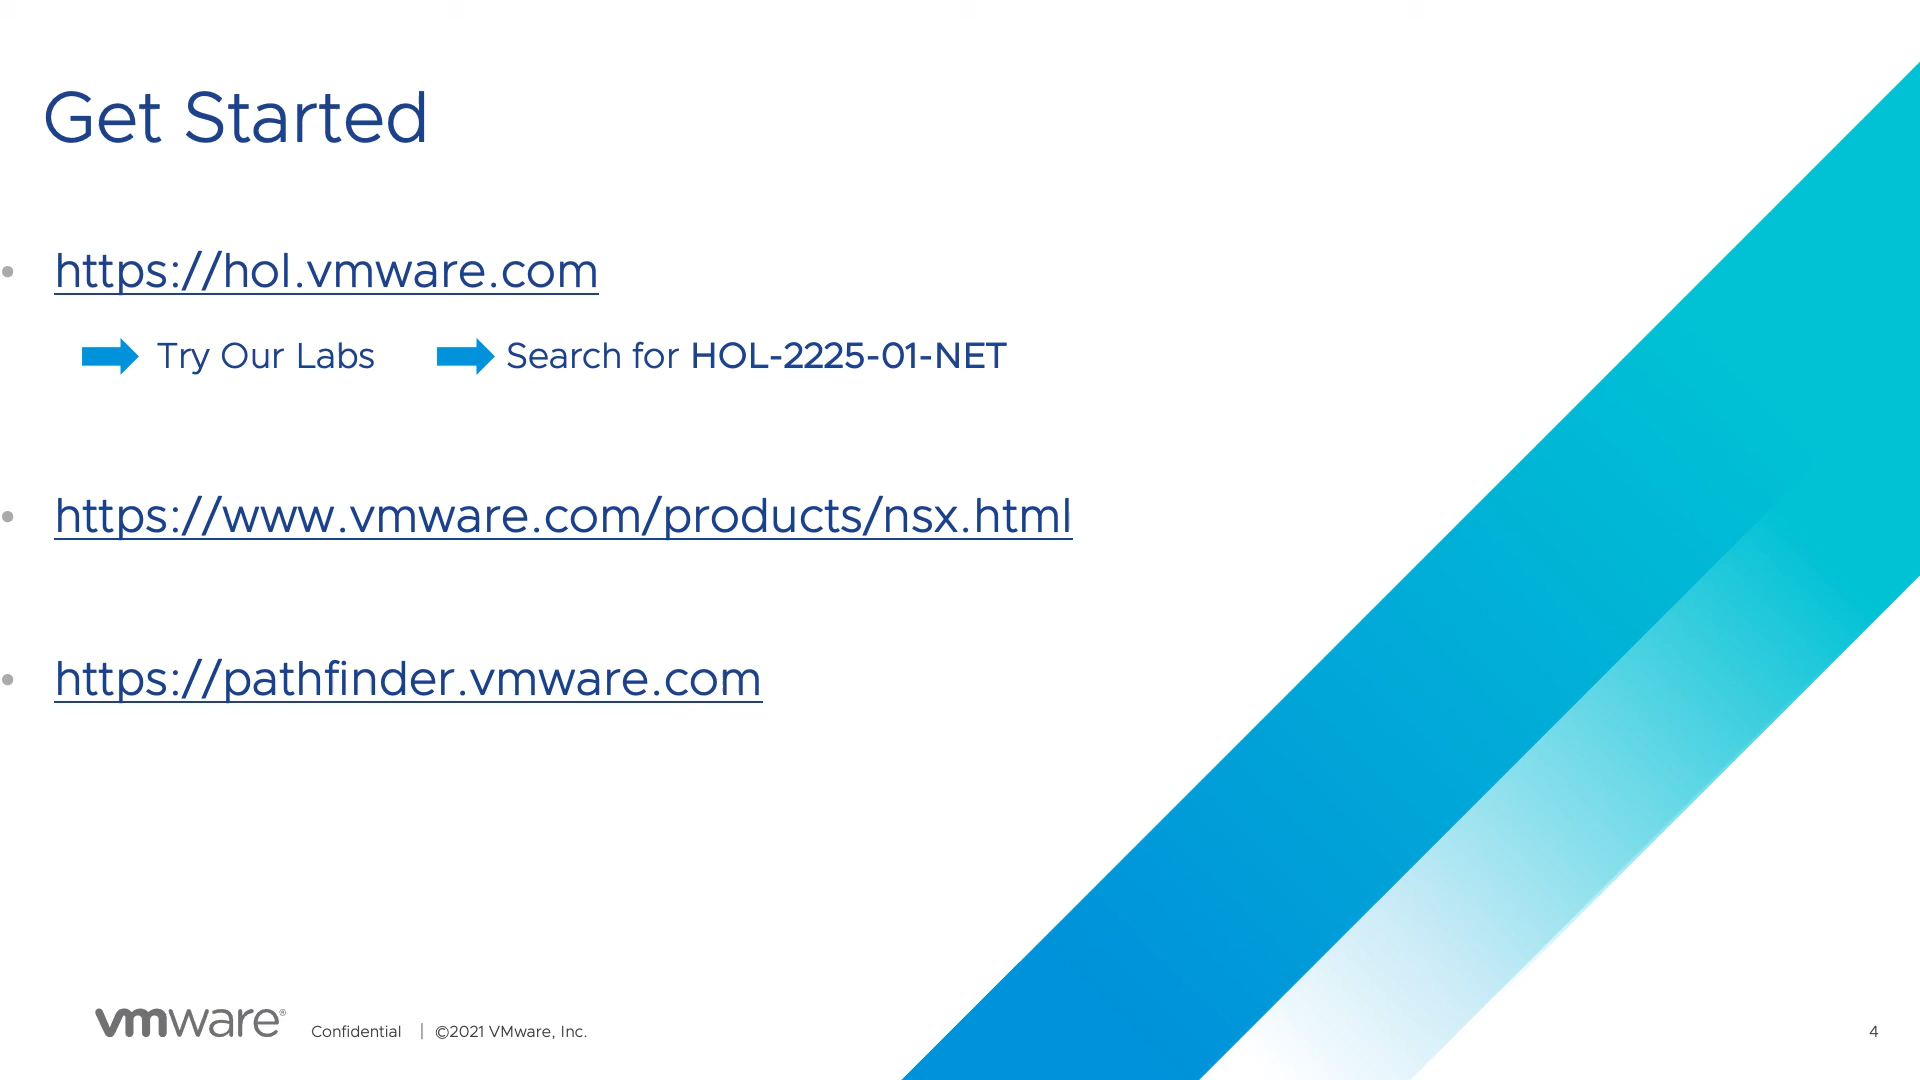 Get Started
• https://hol.vmware.com
Try Our Labs Search for HOL-2225-01-NET
• https://www.vmware.com/products/nsx.html
• https://pathfinder.vmware.com
vmware® Confidential | ©2021 VMware, Inc. 4